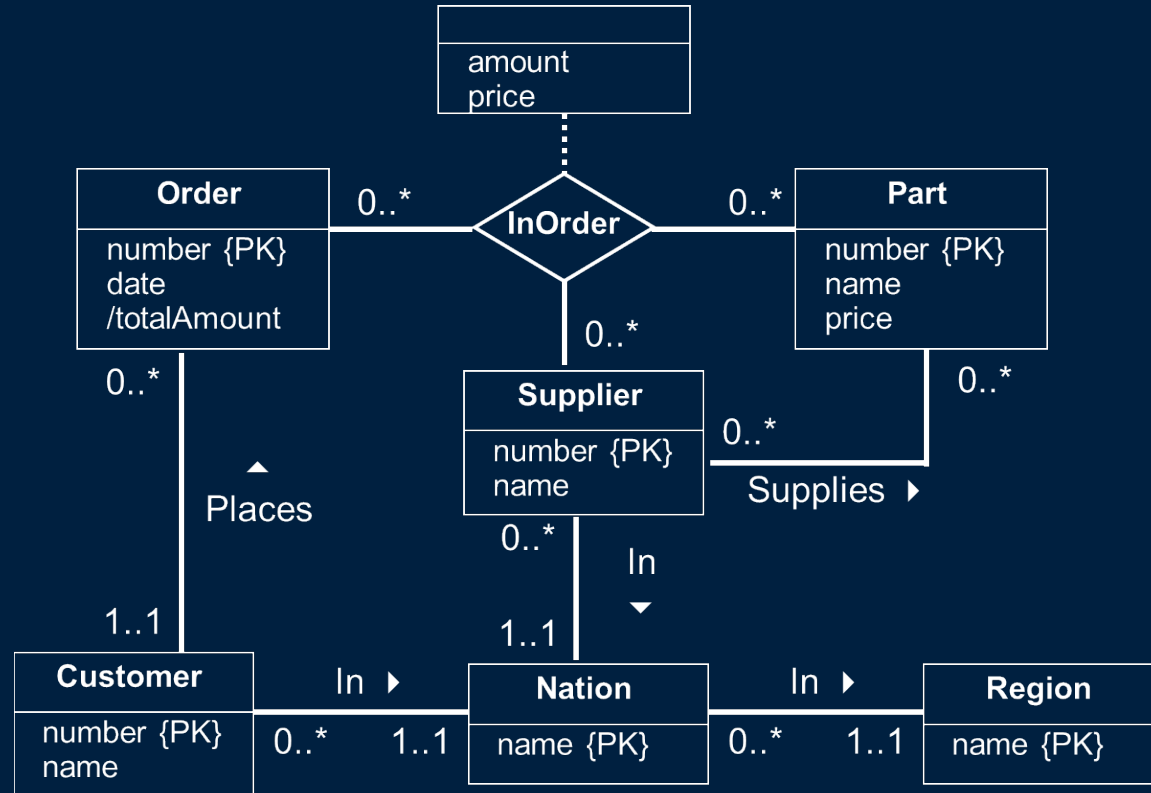 amount
price
Order
number {PK}
date
/totalAmount
0..*
InOrder
0..*
Part
number {PK}
name
price
0..*
0..*
Supplier
number {PK}
name
0..*
0..*
Supplies
Places
0..*
In
1..1
1..1
Customer
number {PK}
name
In
0..*
1..1
Nation
name {PK}
In
0..*
1..1
Region
name {PK}